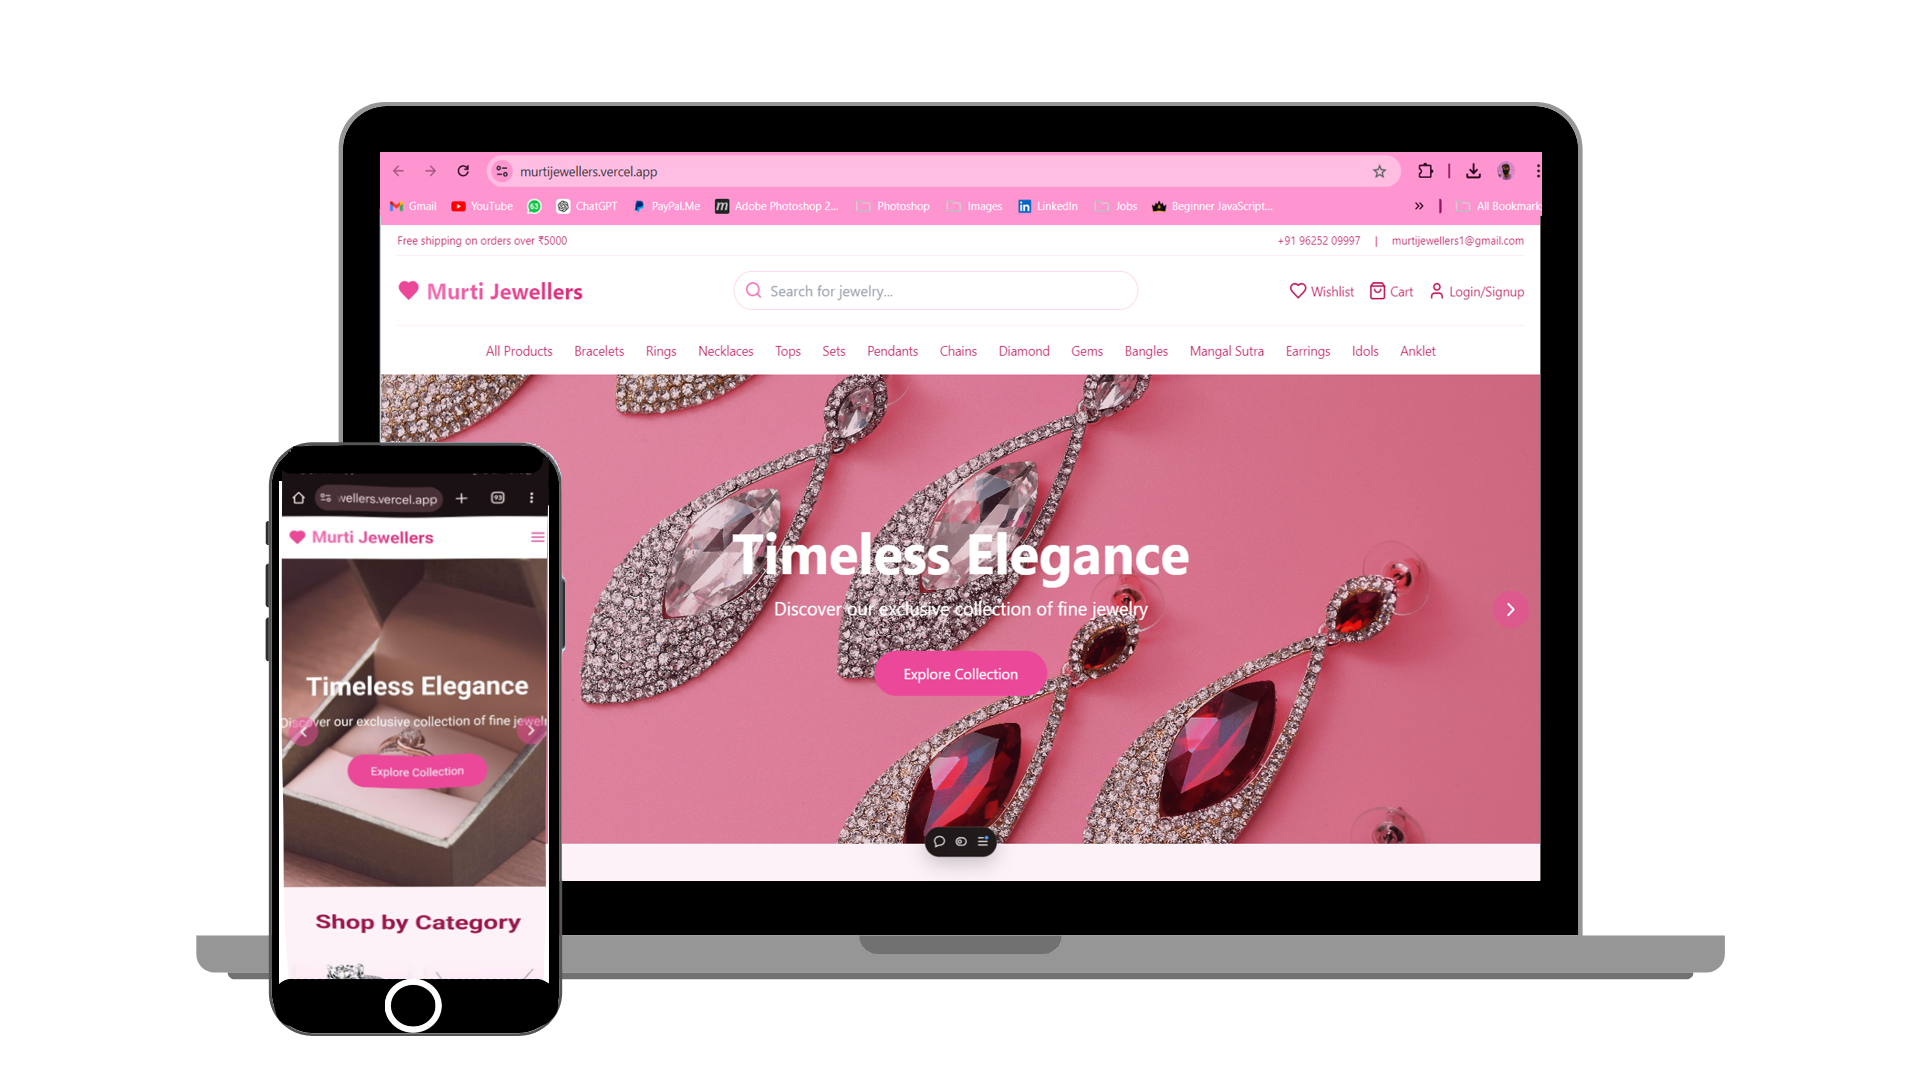 murtijewellers.vercel.app
Gmail YouTube 63 ChatGPT PayPal.Me m Adobe Photoshop 2... Photoshop Images in LinkedIn Jobs Beginner JavaScript... » All Bookmark
Free shipping on orders over ₹5000 +91 96252 09997 | murtijewellers1@gmail.com
Murti Jewellers Search for jewelry... Wishlist Cart Login/Signup
All Products Bracelets Rings Necklaces Tops Sets Pendants Chains Diamond Gems Bangles Mangal Sutra Earrings Idols Anklet
Timeless Elegance
Discover our exclusive collection of fine jewelry
Explore Collection
wellers.vercel.app 93
Murti Jewellers
Timeless Elegance
Discover our exclusive collection of fine jewelr
Explore Collection
Shop by Category